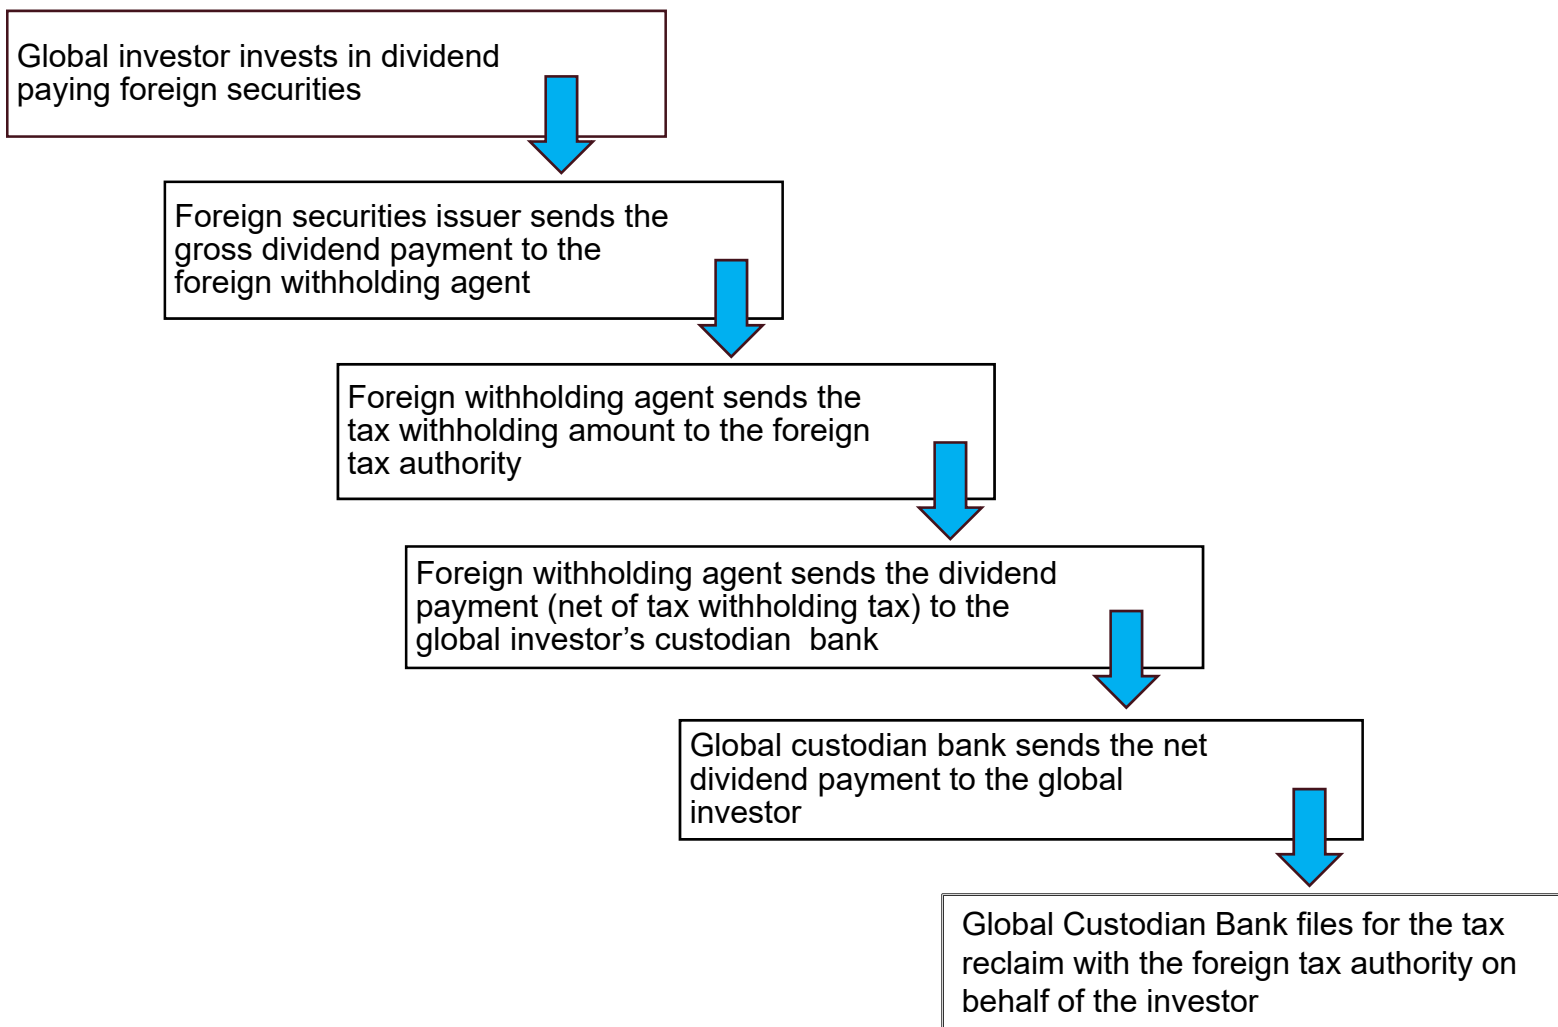 Global investor invests in dividend
paying foreign securities
Foreign securities issuer sends the
gross dividend payment to the
foreign withholding agent
Foreign withholding agent sends the
tax withholding amount to the foreign
tax authority
Foreign withholding agent sends the dividend
payment (net of tax withholding tax) to the
global investor’s custodian  bank
Global custodian bank sends the net
dividend payment to the global
investor
Global Custodian Bank files for the tax
reclaim with the foreign tax authority on
behalf of the investor